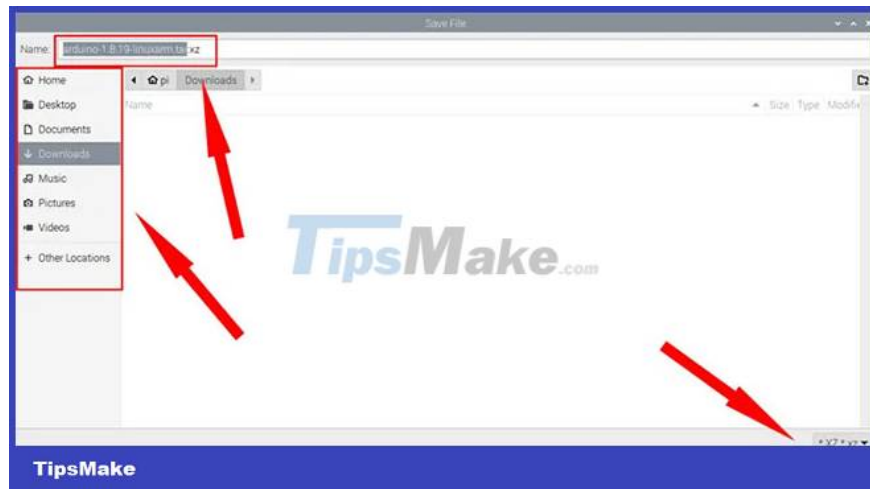 Save File
Name: arduino-1.8.19-linuxarm.tar.xz
Home
pi Downloads
Desktop
Name Size Type Modifie
Documents
Downloads
Music
Pictures
Videos
+ Other Locations
TipsMake.com
TipsMake